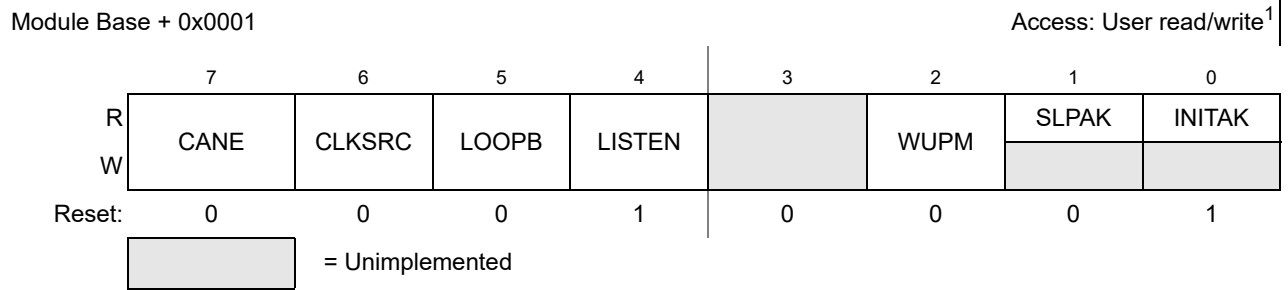 Module Base + 0x0001 Access: User read/write1
7 6 5 4 3 2 1 0
R CANE CLKSRC LOOPB LISTEN WUPM SLPAK INITAK
W
Reset: 0 0 0 1 0 0 0 1
= Unimplemented